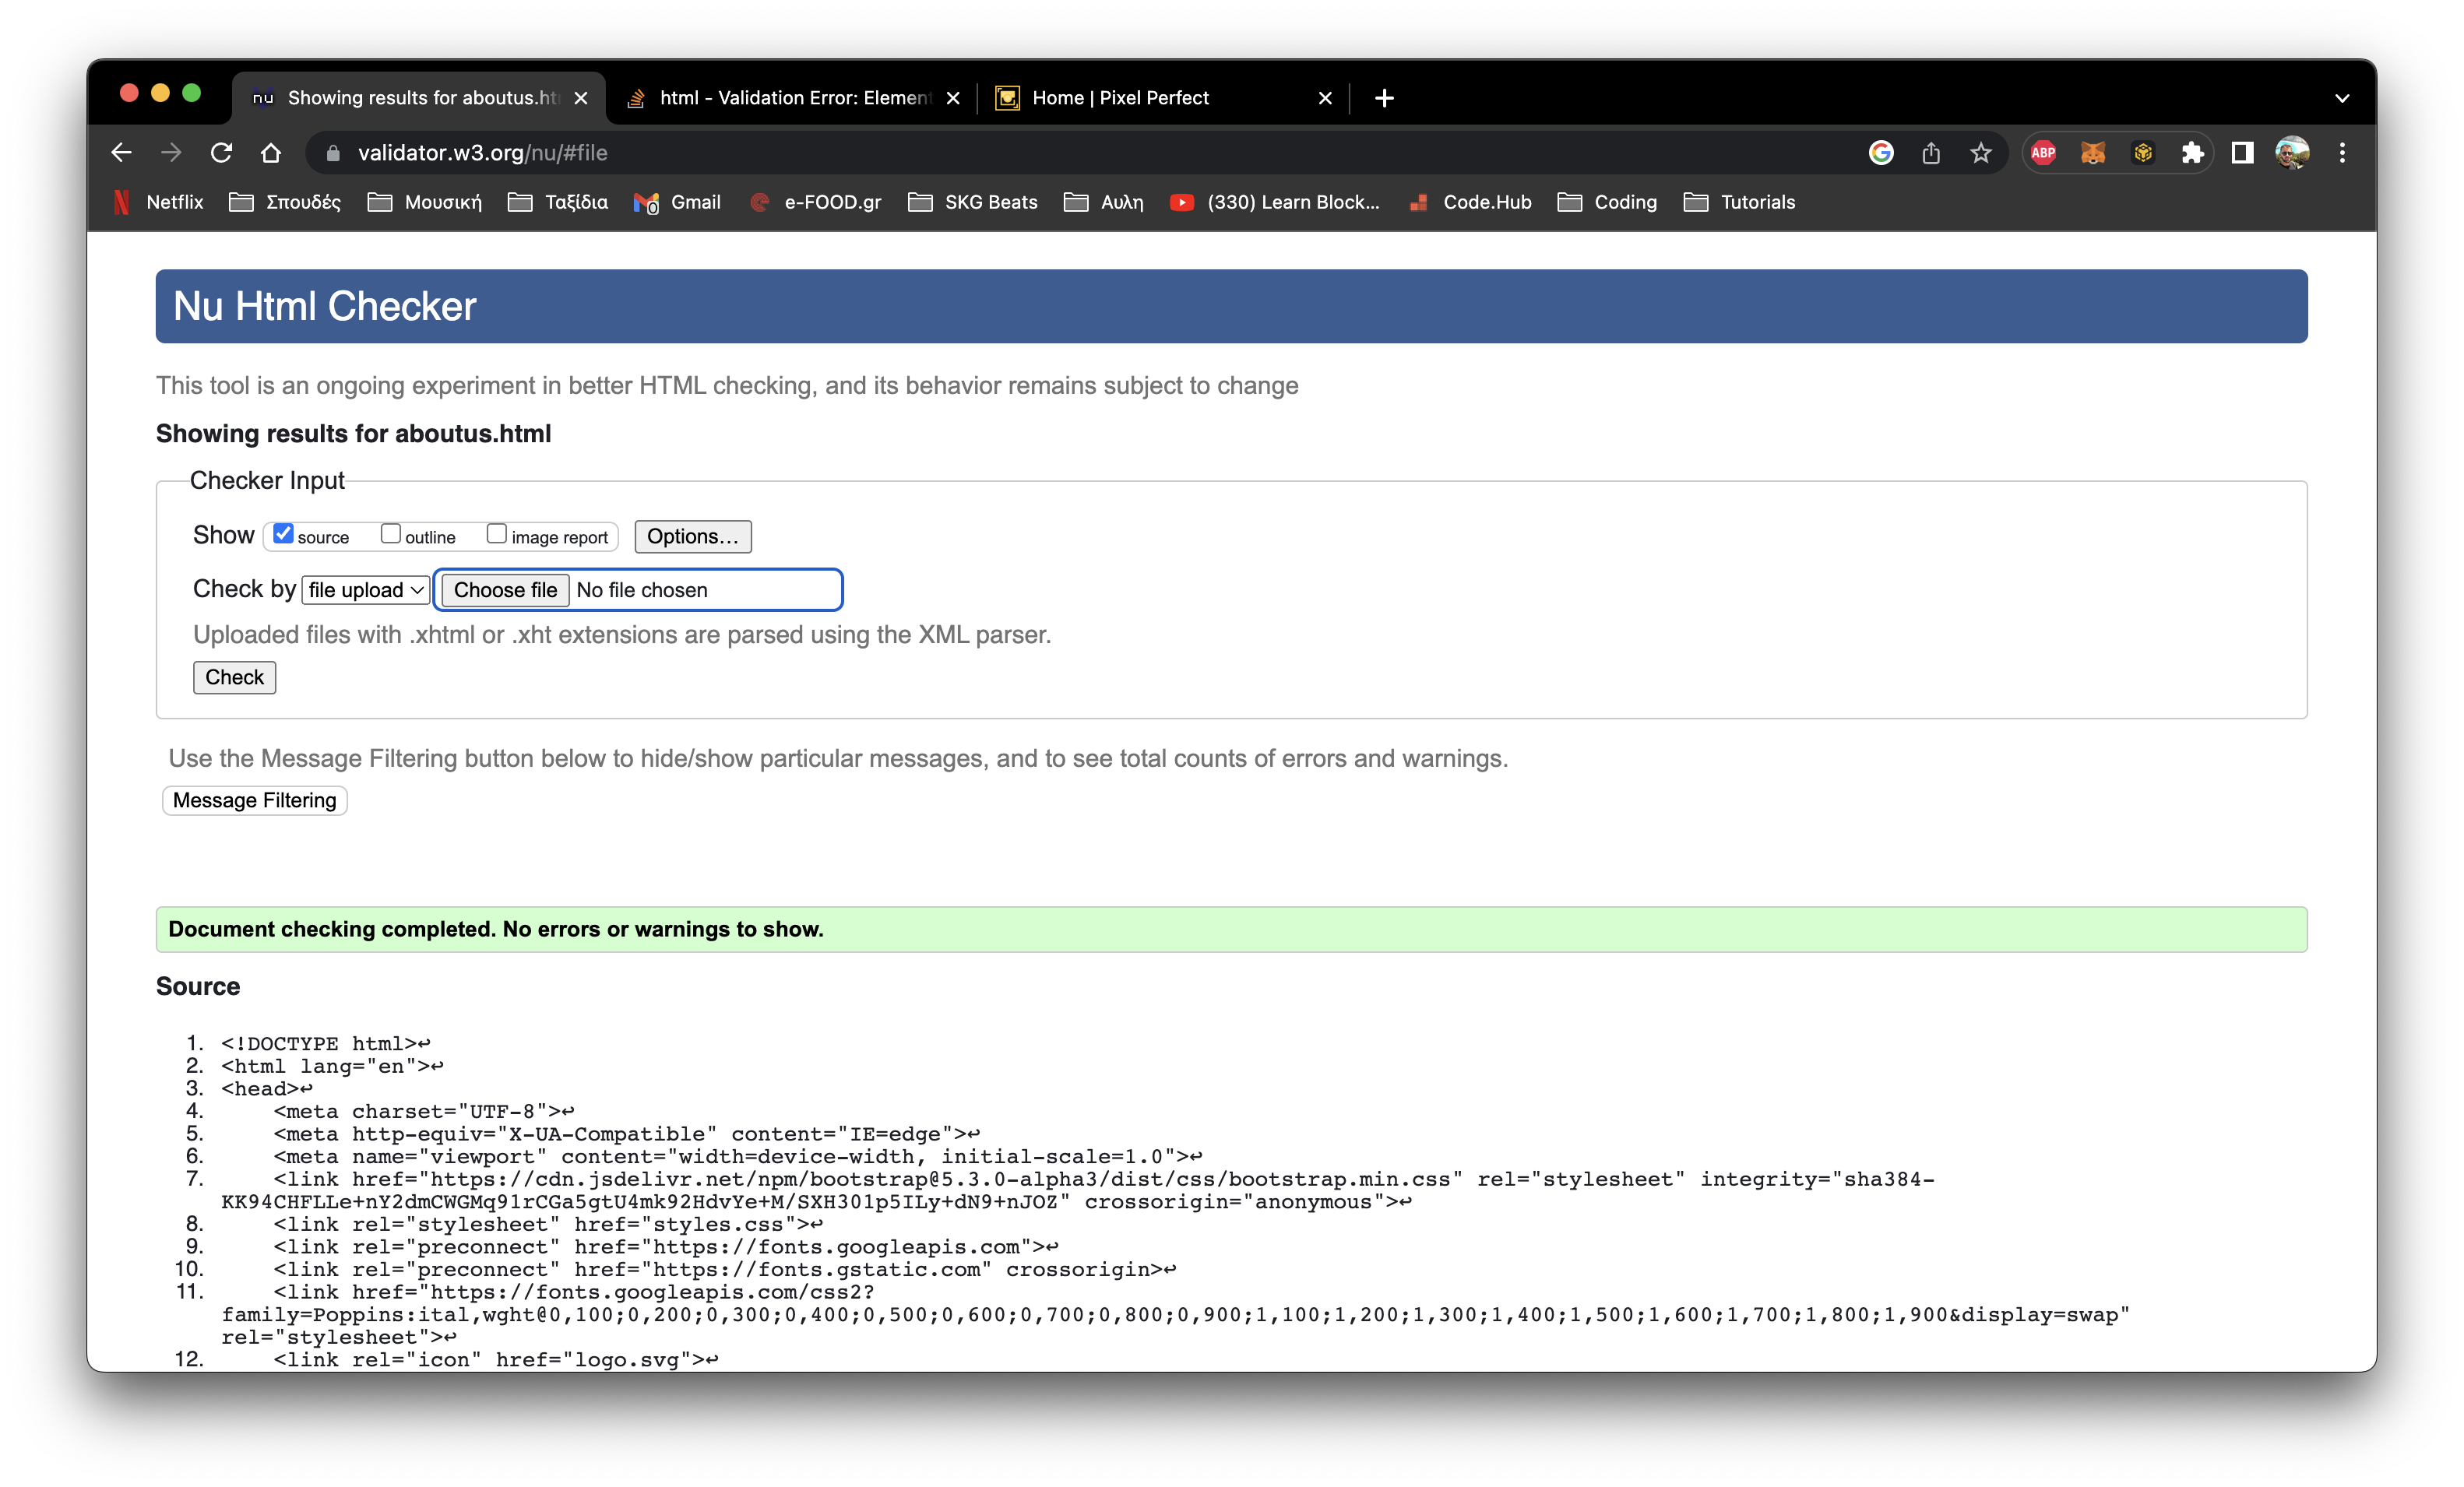 nu Showing results for aboutus.ht
html - Validation Error: Element
Home | Pixel Perfect
validator.w3.org/nu/#file
ABP
Netflix Σπουδές Μουσική Ταξίδια 0 Gmail e-FOOD.gr SKG Beats Αυλη (330) Learn Block... Code.Hub Coding Tutorials
Nu Html Checker
This tool is an ongoing experiment in better HTML checking, and its behavior remains subject to change
Showing results for aboutus.html
Checker Input
Show source outline image report Options...
Check by file upload Choose file No file chosen
Uploaded files with .xhtml or .xht extensions are parsed using the XML parser.
Check
Use the Message Filtering button below to hide/show particular messages, and to see total counts of errors and warnings.
Message Filtering
Document checking completed. No errors or warnings to show.
Source
1. <!DOCTYPE html>↩
2. <html lang="en">↩
3. <head>↩
4. <meta charset="UTF-8">↩
5. <meta http-equiv="X-UA-Compatible" content="IE=edge">↩
6. <meta name="viewport" content="width=device-width, initial-scale=1.0">↩
7. <link href="https://cdn.jsdelivr.net/npm/bootstrap@5.3.0-alpha3/dist/css/bootstrap.min.css" rel="stylesheet" integrity="sha384-
KK94CHFLLe+nY2dmCWGMq91rCGa5gtU4mk92HdvYe+M/SXH301p5ILy+dN9+nJOZ" crossorigin="anonymous">↩
8. <link rel="stylesheet" href="styles.css">↩
9. <link rel="preconnect" href="https://fonts.googleapis.com">↩
10. <link rel="preconnect" href="https://fonts.gstatic.com" crossorigin>↩
11. <link href="https://fonts.googleapis.com/css2?
family=Poppins:ital,wght@0,100;0,200;0,300;0,400;0,500;0,600;0,700;0,800;0,900;1,100;1,200;1,300;1,400;1,500;1,600;1,700;1,800;1,900&display=swap"
rel="stylesheet">↩
12. <link rel="icon" href="logo.svg">↩